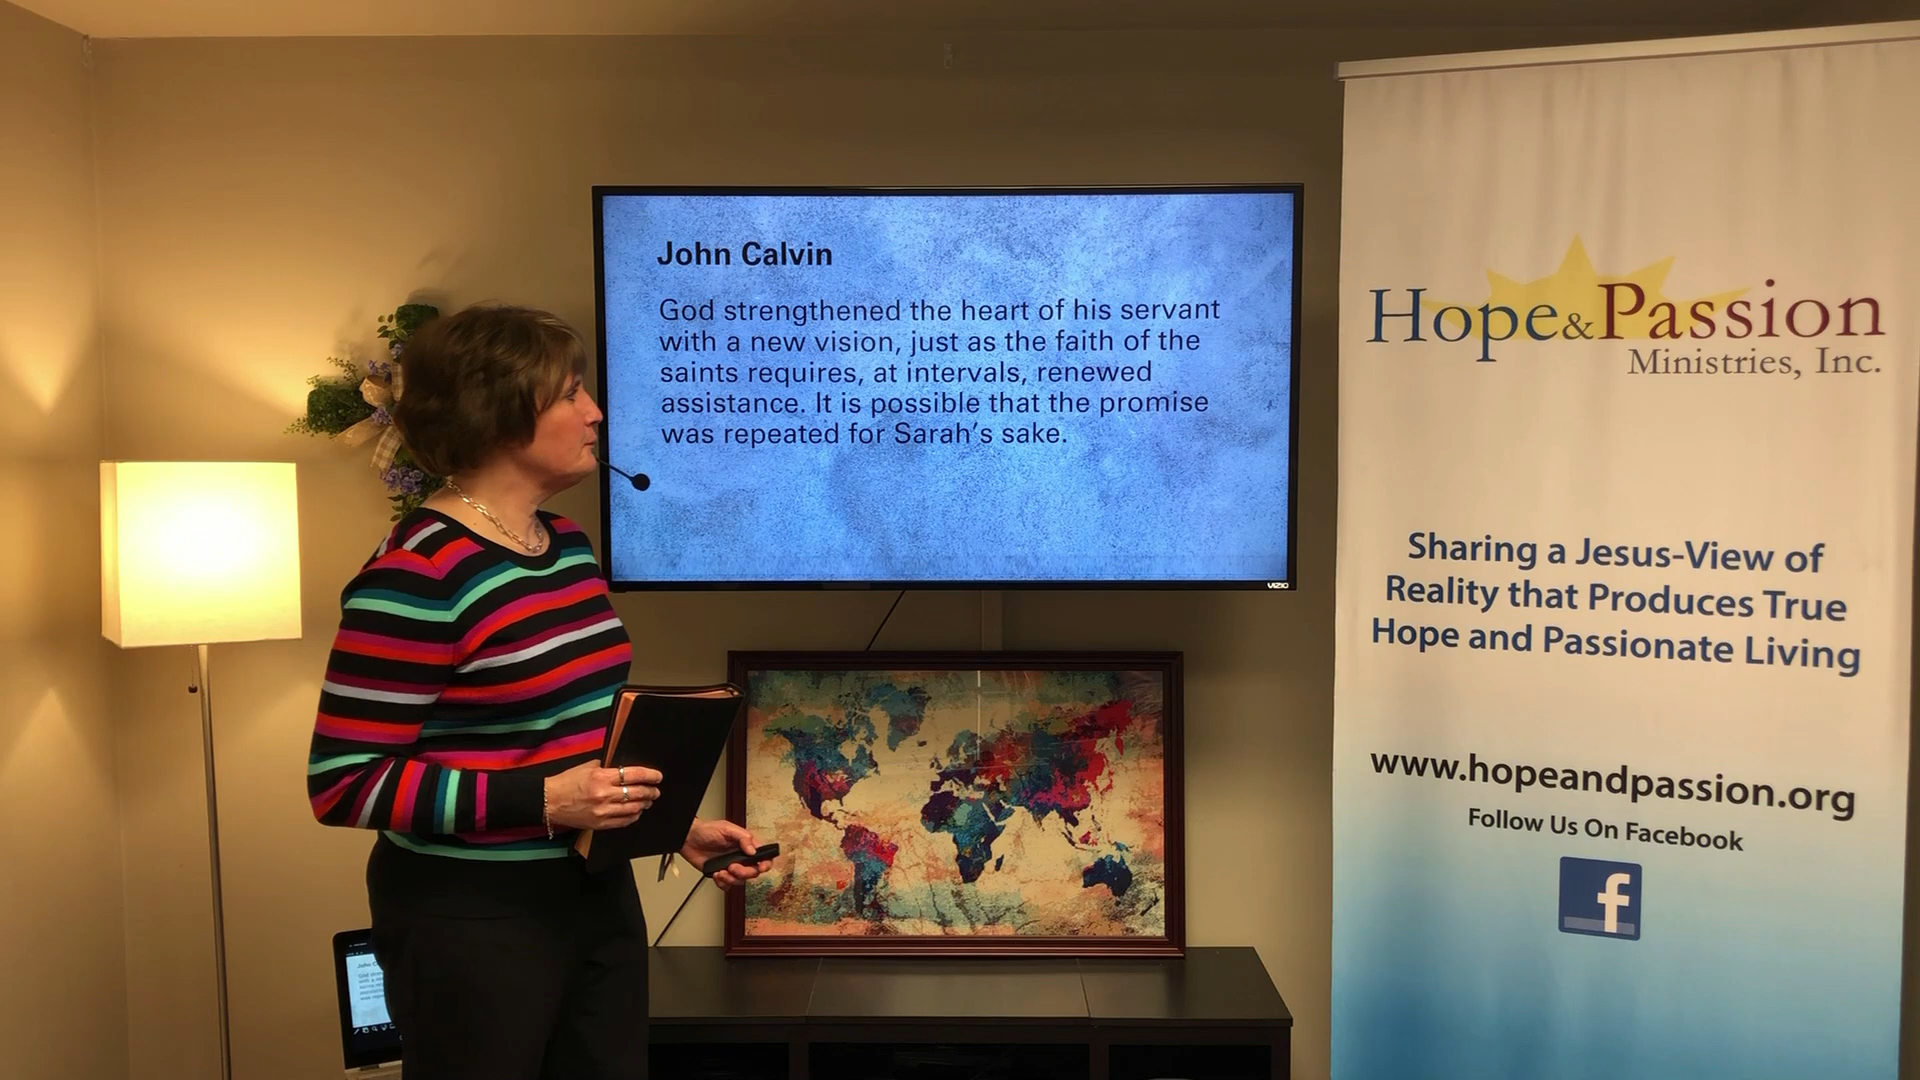 John Calvin
God strengthened the heart of his servant
with a new vision, just as the faith of the
saints requires, at intervals, renewed
assistance. It is possible that the promise
was repeated for Sarah's sake.
VIZIO
Hope&Passion
Ministries, Inc.
Sharing a Jesus-View of
Reality that Produces True
Hope and Passionate Living
www.hopeandpassion.org
Follow Us On Facebook
f